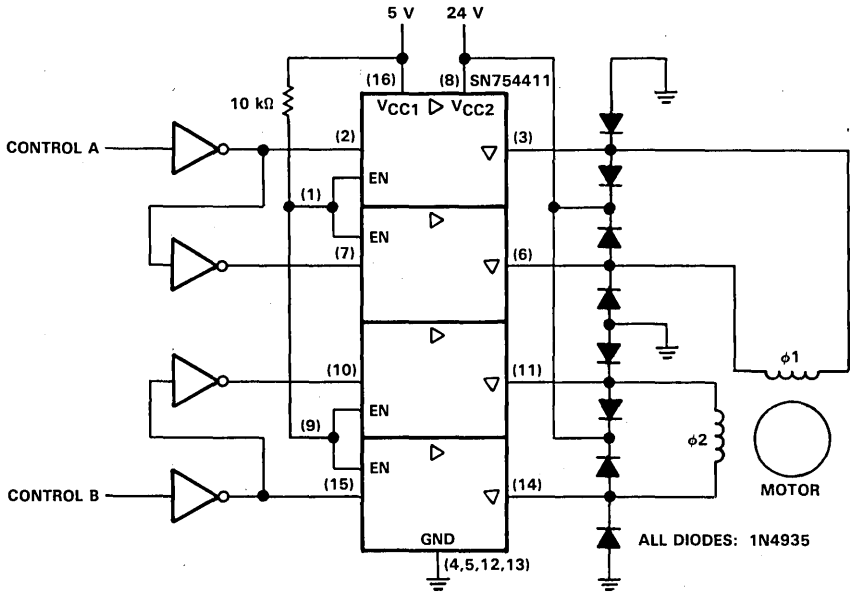 5 V
24 V
(16)
(8)
SN754411
10 kΩ
VCC1
VCC2
CONTROL A
(2)
(3)
EN
(1)
EN
(7)
(6)
φ1
(10)
(11)
EN
(9)
φ2
EN
(15)
(14)
MOTOR
CONTROL B
GND
ALL DIODES: 1N4935
(4,5,12,13)